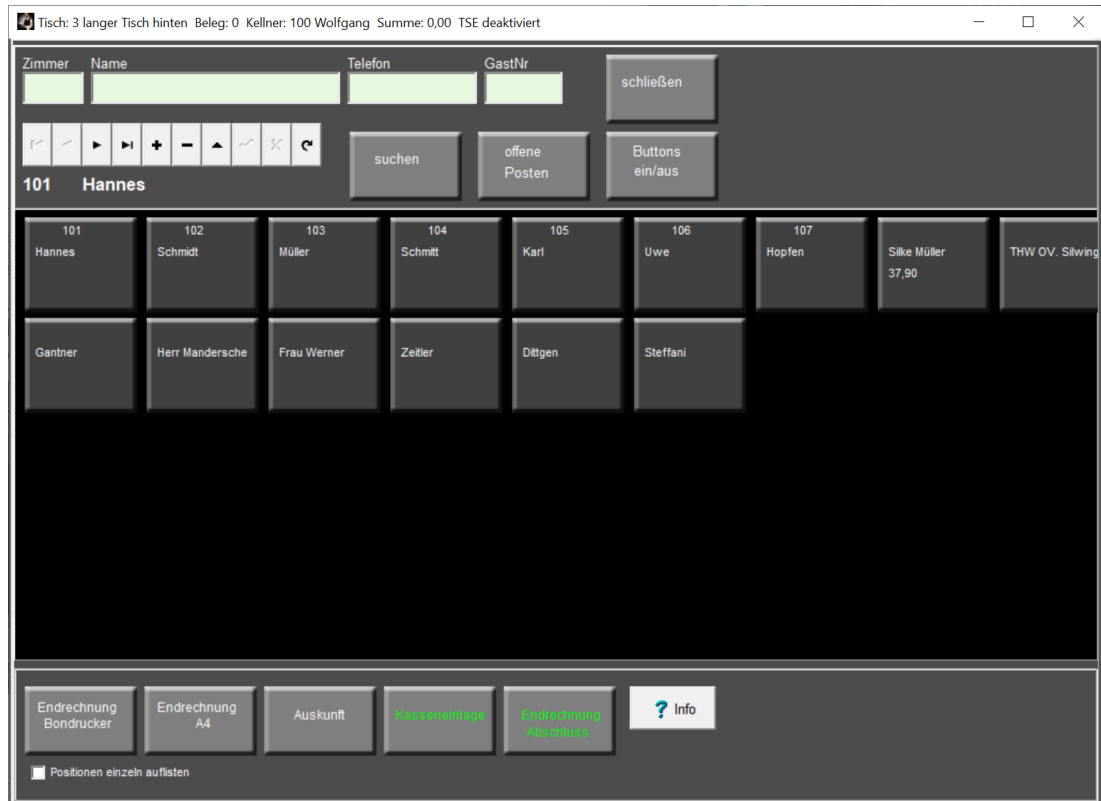 Tisch: 3 langer Tisch hinten Beleg: 0 Kellner: 100 Wolfgang Summe: 0,00 TSE deaktiviert
Zimmer Name Telefon GastNr
schließen
suchen
offene
Posten
Buttons
ein/aus
101 Hannes
101
Hannes
102
Schmidt
103
Müller
104
Schmitt
105
Karl
106
Uwe
107
Hopfen
Silke Müller
37,90
THW OV. Silwing
Gantner
Herr Mandersche
Frau Werner
Zeitler
Dittgen
Steffani
Endrechnung
Bondrucker
Endrechnung
A4
Auskunft
Kasseneinlage
Endrechnung
Abschluss
? Info
Positionen einzeln auflisten